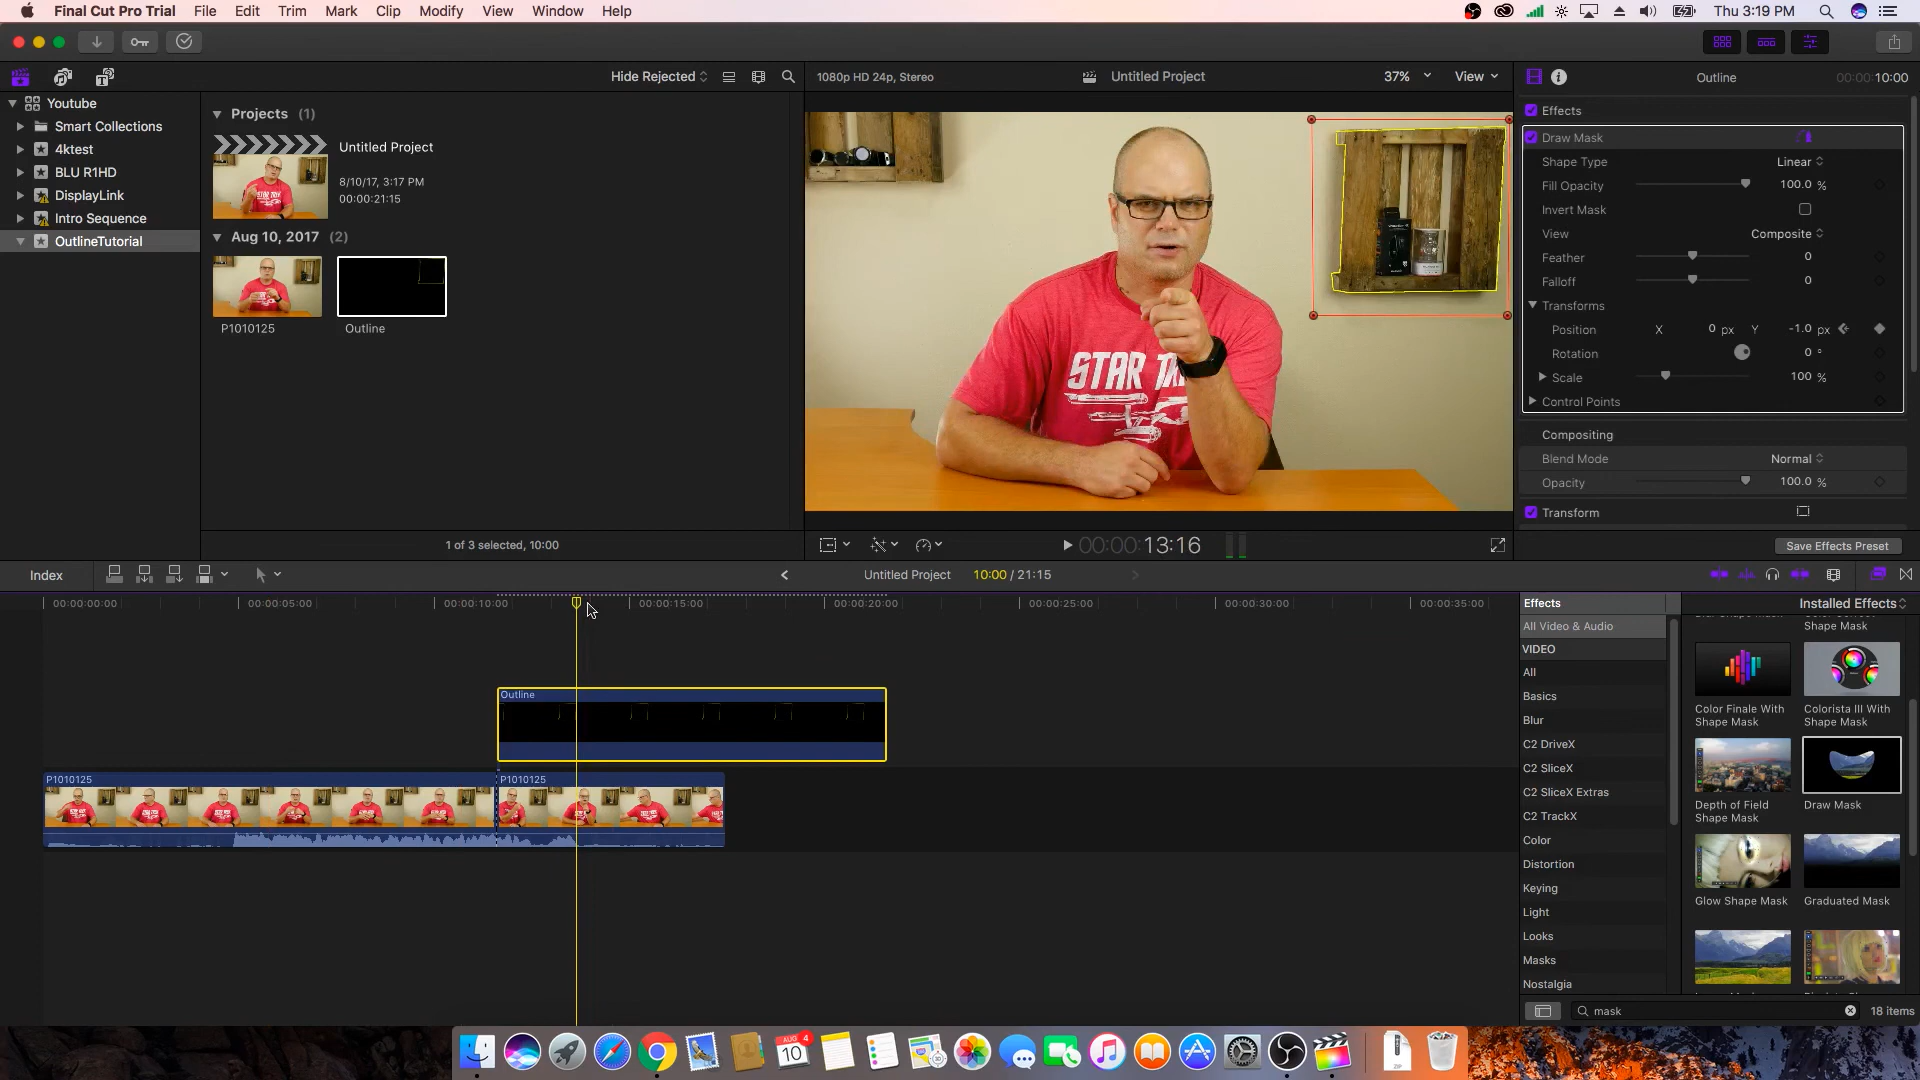 Final Cut Pro Trial File Edit Trim Mark Clip Modify View Window Help Thu 3:19 PM
Hide Rejected 1080p HD 24p, Stereo Untitled Project 37% View Outline 00:00:10:00
Youtube
Smart Collections
4ktest
BLU R1HD
DisplayLink
Intro Sequence
OutlineTutorial
Projects (1)
Untitled Project
8/10/17, 3:17 PM
00:00:21:15
Aug 10, 2017 (2)
P1010125 Outline
1 of 3 selected, 10:00
STAR TR
00:00:13:16
Effects
Draw Mask
Shape Type Linear
Fill Opacity 100.0 %
Invert Mask
View Composite
Feather 0
Falloff 0
Transforms
Position X 0 px Y -1.0 px
Rotation 0 °
Scale 100 %
Control Points
Compositing
Blend Mode Normal
Opacity 100.0 %
Transform
Save Effects Preset
Index Untitled Project 10:00 / 21:15
00:00:00:00 00:00:05:00 00:00:10:00 00:00:15:00 00:00:20:00 00:00:25:00 00:00:30:00 00:00:35:00
Outline
P1010125 P1010125
Effects Installed Effects
All Video & Audio
VIDEO
All
Basics
Blur
C2 DriveX
C2 SliceX
C2 SliceX Extras
C2 TrackX
Color
Distortion
Keying
Light
Looks
Masks
Nostalgia
Shape Mask
Color Finale With
Shape Mask
Colorista III With
Shape Mask
Depth of Field
Shape Mask
Draw Mask
Glow Shape Mask
Graduated Mask
mask 18 items
AUG 4
10
ZIP